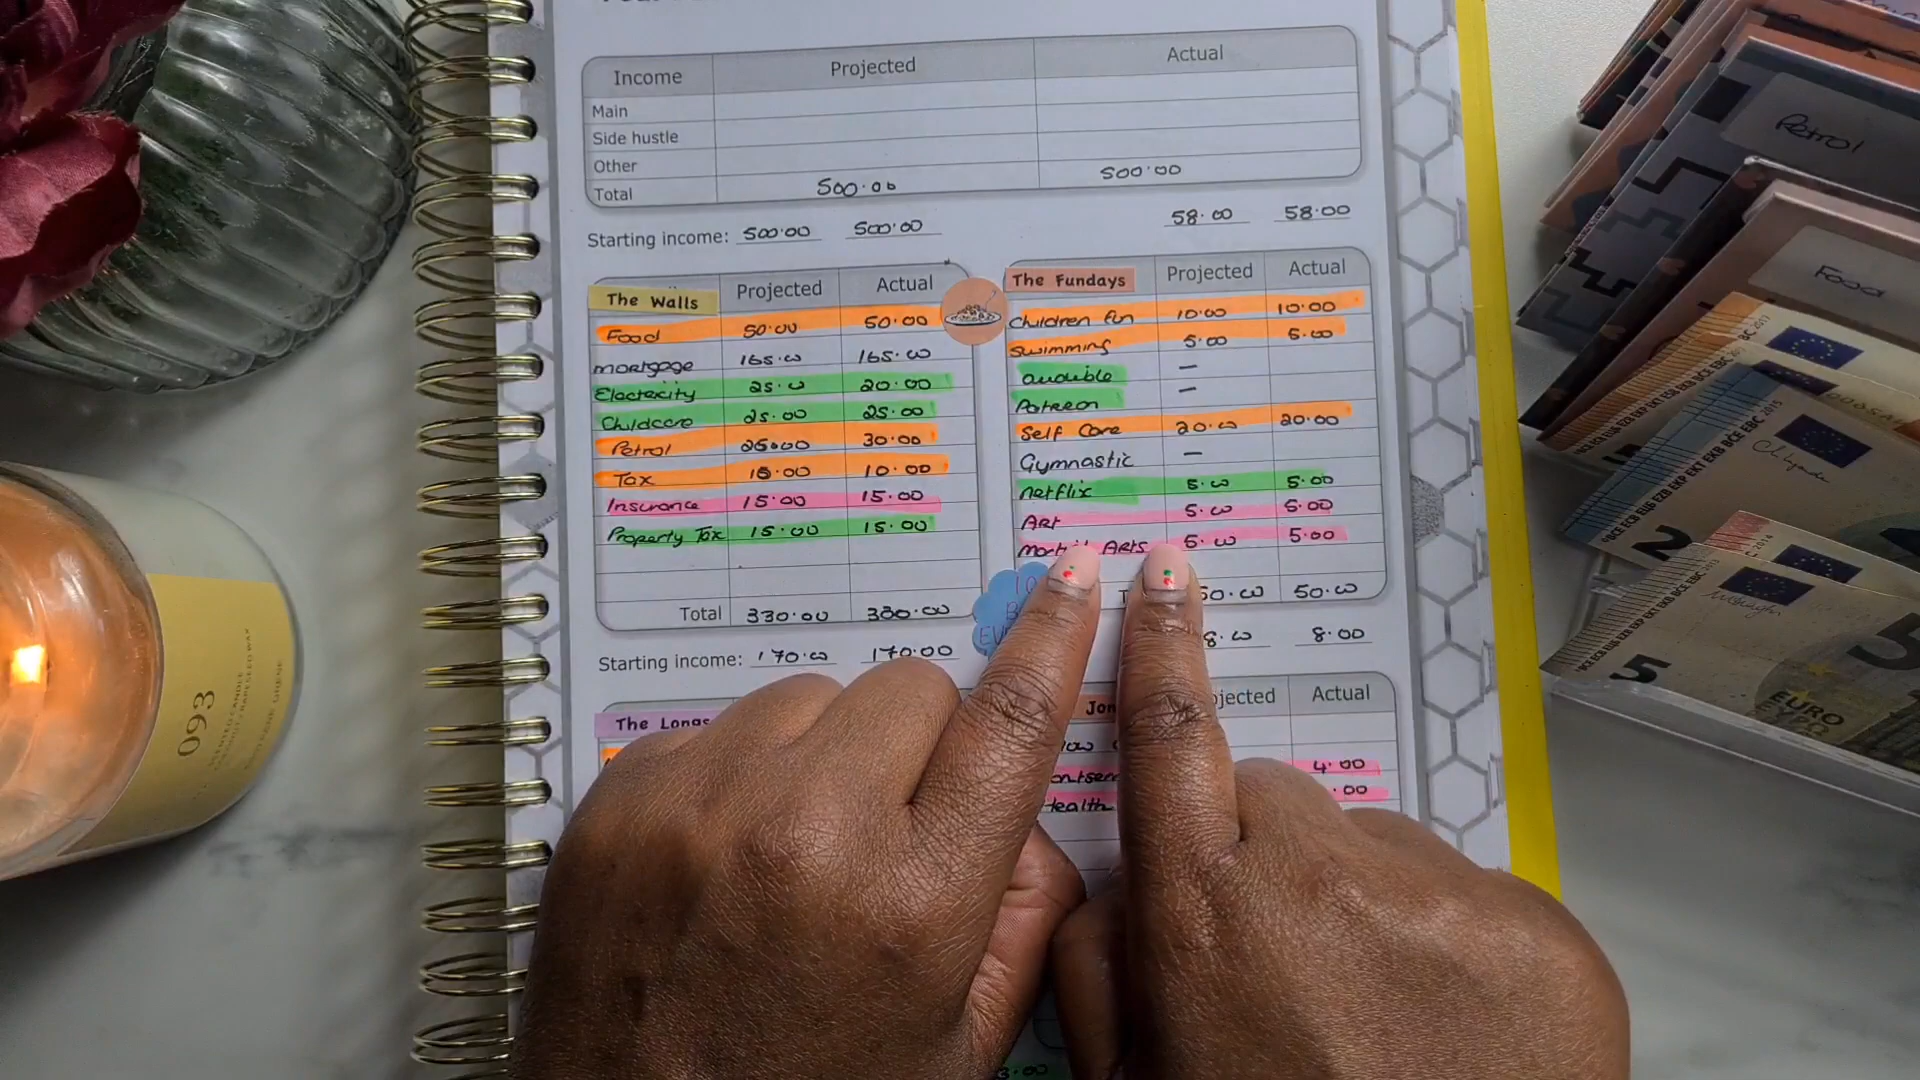 Income Projected Actual
Main
Side hustle
Other
Total 500.00 500.00
Starting income: 500.00 500.00
58.00 58.00
The Walls Projected Actual
Food 50.00 50.00
mortgage 165.00 165.00
Electricity 25.00 20.00
Childcare 25.00 25.00
Petrol 25.00 30.00
Tax 10.00 10.00
Insurance 15.00 15.00
Property Tax 15.00 15.00
Total 330.00 330.00
Starting income: 170.00 170.00
The Fundays Projected Actual
Children fun 10.00 10.00
Swimming 5.00 5.00
audible —
Patreon —
Self Care 20.00 20.00
Gymnastic —
netflix 5.00 5.00
Art 5.00 5.00
Arts 5.00 5.00
50.00 50.00
8.00 8.00
The Longs
Actual
4.00
Health
Petrol
Food
093
EURO
5
5
2